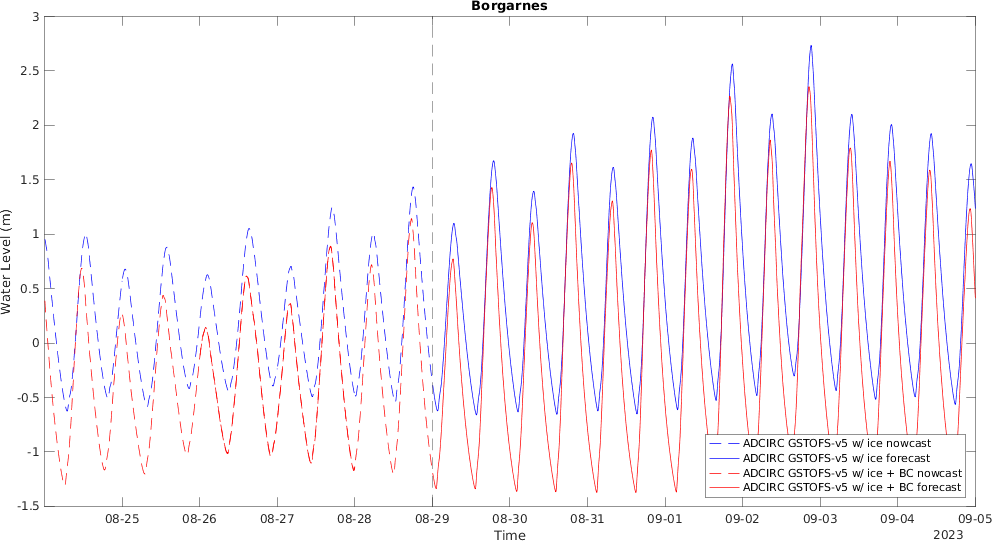 Borgarnes
3
2.5
2
1.5
1
0.5
0
-0.5
-1
-1.5
Water Level (m)
ADCIRC GSTOFS-v5 w/ ice nowcast
ADCIRC GSTOFS-v5 w/ ice forecast
ADCIRC GSTOFS-v5 w/ ice + BC nowcast
ADCIRC GSTOFS-v5 w/ ice + BC forecast
08-25 08-26 08-27 08-28 08-29 08-30 08-31 09-01 09-02 09-03 09-04 09-05
Time
2023